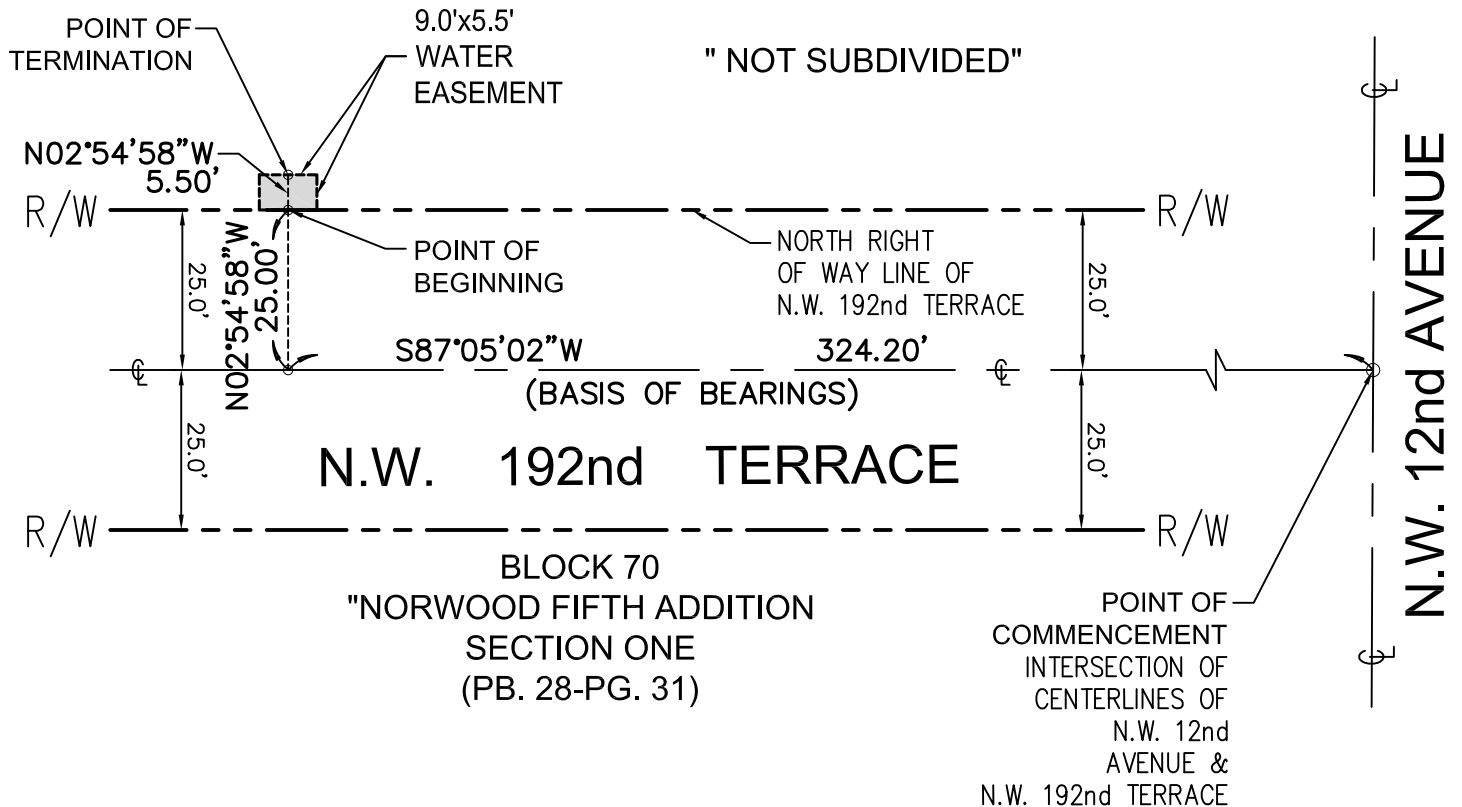 POINT OF
TERMINATION
9.0'x5.5'
WATER
EASEMENT
" NOT SUBDIVIDED"
N02°54'58"W
5.50'
R/W
R/W
25.0'
N02°54'58"W
25.00'
POINT OF
BEGINNING
NORTH RIGHT
OF WAY LINE OF
N.W. 192nd TERRACE
25.0'
S87°05'02"W 324.20'
(BASIS OF BEARINGS)
25.0'
25.0'
N.W. 192nd TERRACE
R/W
R/W
BLOCK 70
"NORWOOD FIFTH ADDITION
SECTION ONE
(PB. 28-PG. 31)
POINT OF
COMMENCEMENT
INTERSECTION OF
CENTERLINES OF
N.W. 12nd
AVENUE &
N.W. 192nd TERRACE
N.W. 12nd AVENUE
℄
℄
℄
℄